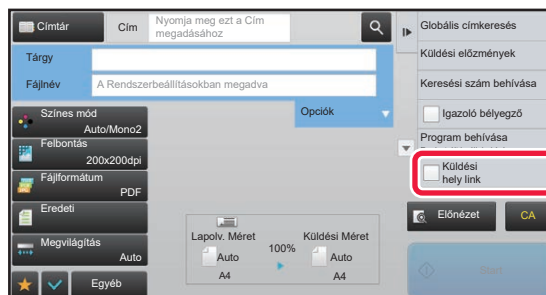 Címtár
Cím
Nyomja meg ezt a Cím
megadásához
Tárgy
Fájlnév
A Rendszerbeállításokban megadva
Opciók
Színes mód
Auto/Mono2
Felbontás
200x200dpi
Fájlformátum
PDF
Eredeti
Megvilágítás
Auto
Egyéb
Lapolv. Méret
Auto
A4
100%
Küldési Méret
Auto
A4
Globális címkeresés
Küldési előzmények
Keresési szám behívása
Igazoló bélyegző
Program behívása
Küldési
hely link
Előnézet
CA
Start